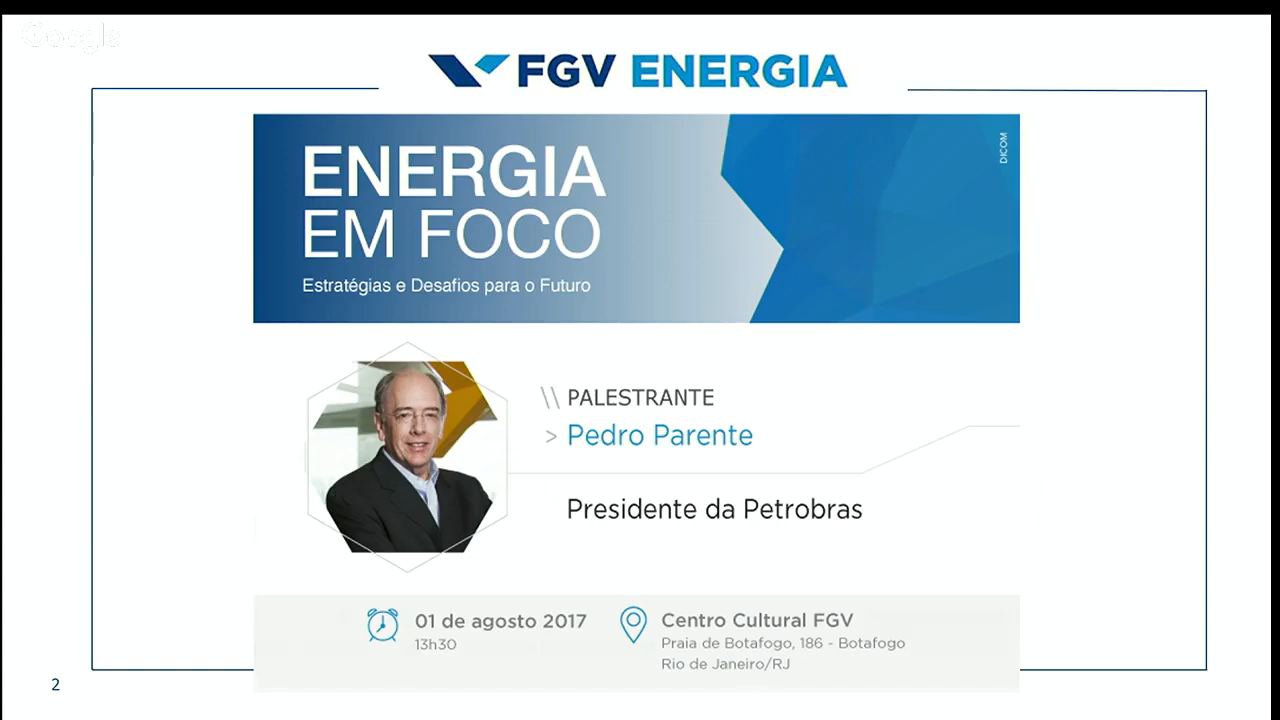 Google
FGV ENERGIA
DICOM
ENERGIA
EM FOCO
Estratégias e Desafios para o Futuro
\\ PALESTRANTE
> Pedro Parente
Presidente da Petrobras
01 de agosto 2017
13h30
Centro Cultural FGV
Praia de Botafogo, 186 - Botafogo
Rio de Janeiro/RJ
2